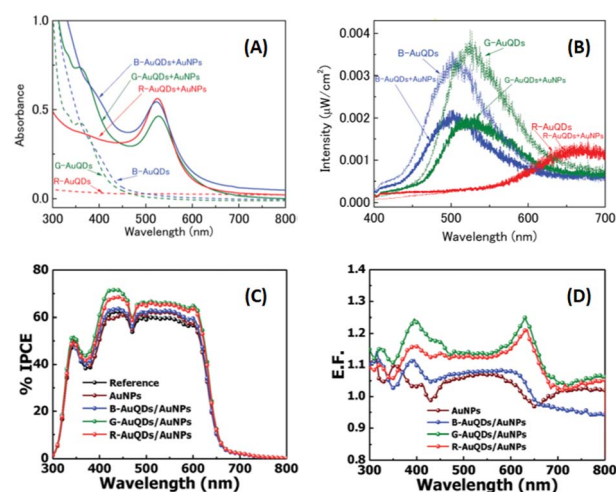 (A)
Absorbance
1.0
0.5
0.0
B-AuQDs+AuNPs
G-AuQDs+AuNPs
R-AuQDs+AuNPs
G-AuQDs
R-AuQDs
B-AuQDs
300 400 500 600 700 800
Wavelength (nm)
(B)
Intensity (μW/cm²)
0.004
0.003
0.002
0.001
0.000
G-AuQDs
B-AuQDs
B-AuQDs+AuNPs
G-AuQDs+AuNPs
R-AuQDs
R-AuQDs+AuNPs
400 500 600 700
Wavelength (nm)
(C)
% IPCE
80
60
40
20
0
Reference
AuNPs
B-AuQDs/AuNPs
G-AuQDs/AuNPs
R-AuQDs/AuNPs
300 400 500 600 700 800
Wavelength (nm)
(D)
E.F.
1.4
1.3
1.2
1.1
1.0
0.9
0.8
AuNPs
B-AuQDs/AuNPs
G-AuQDs/AuNPs
R-AuQDs/AuNPs
300 400 500 600 700 800
Wavelength (nm)